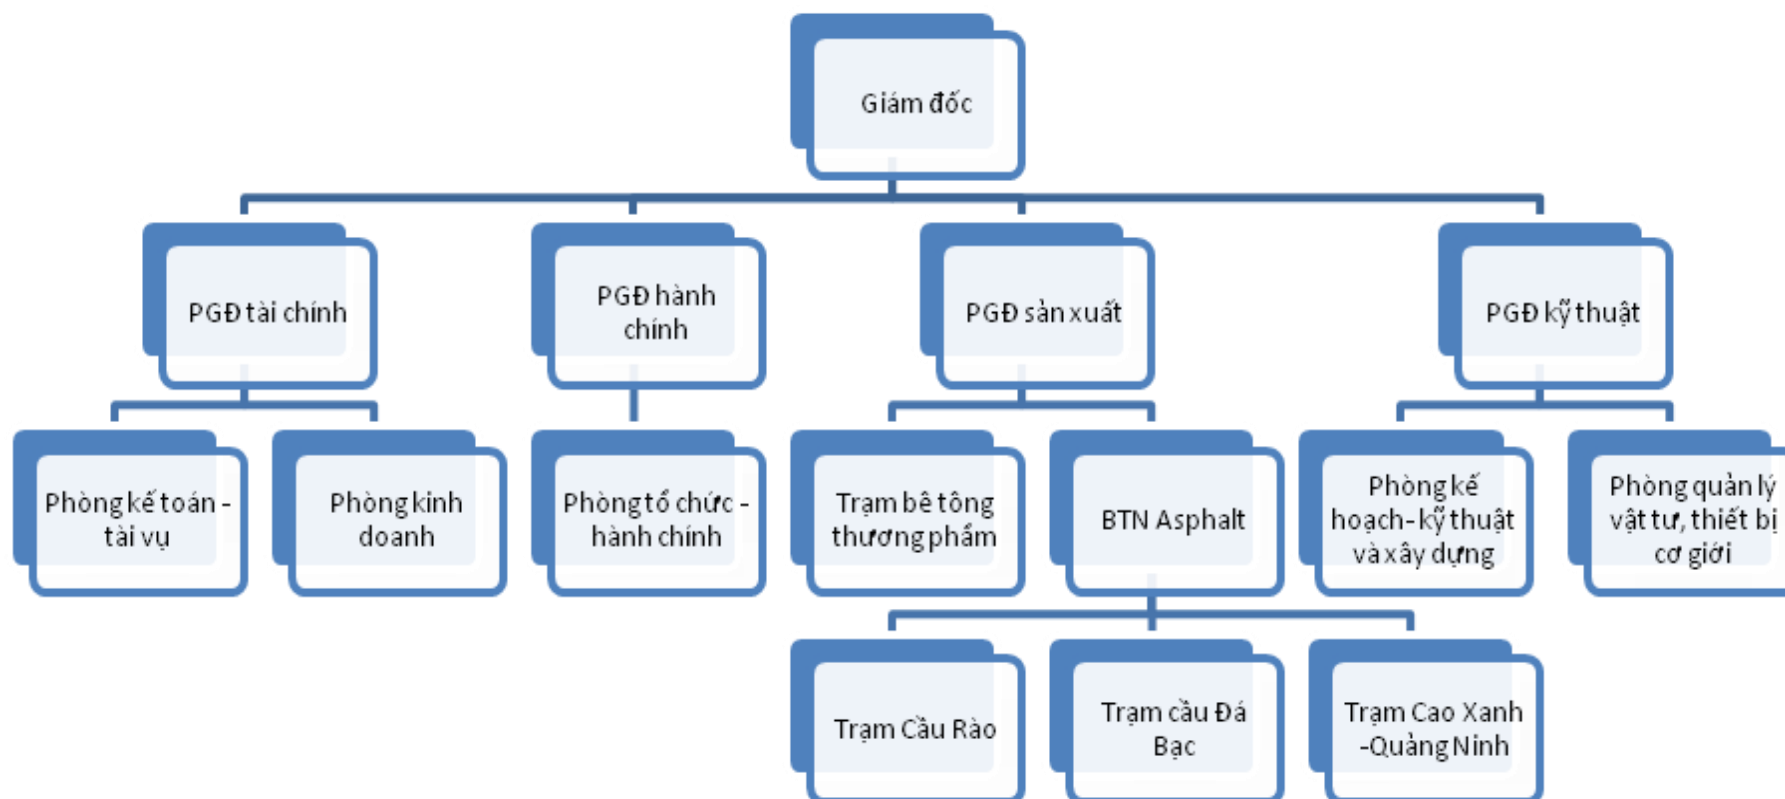 Giám đốc
PGĐ tài chính
PGĐ hành
chính
PGĐ sản xuất
PGĐ kỹ thuật
Phòng kế toán -
tài vụ
Phòng kinh
doanh
Phòng tổ chức -
hành chính
Trạm bê tông
thương phẩm
BTN Asphalt
Phòng kế
hoạch-kỹ thuật
và xây dựng
Phòng quản lý
vật tư, thiết bị
cơ giới
Trạm Cầu Rào
Trạm cầu Đá
Bạc
Trạm Cao Xanh
-Quảng Ninh